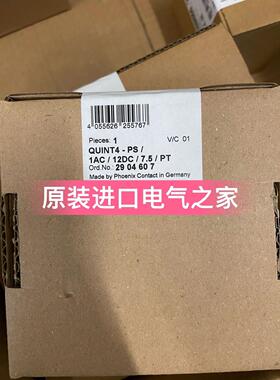 4 055626 255767
Pieces: 1
V/C 01
QUINT4 - PS /
1AC / 12DC / 7.5 / PT
Ord.No.: 29 04 60 7
Made by Phoenix Contact in Germany
原装进口电气之家